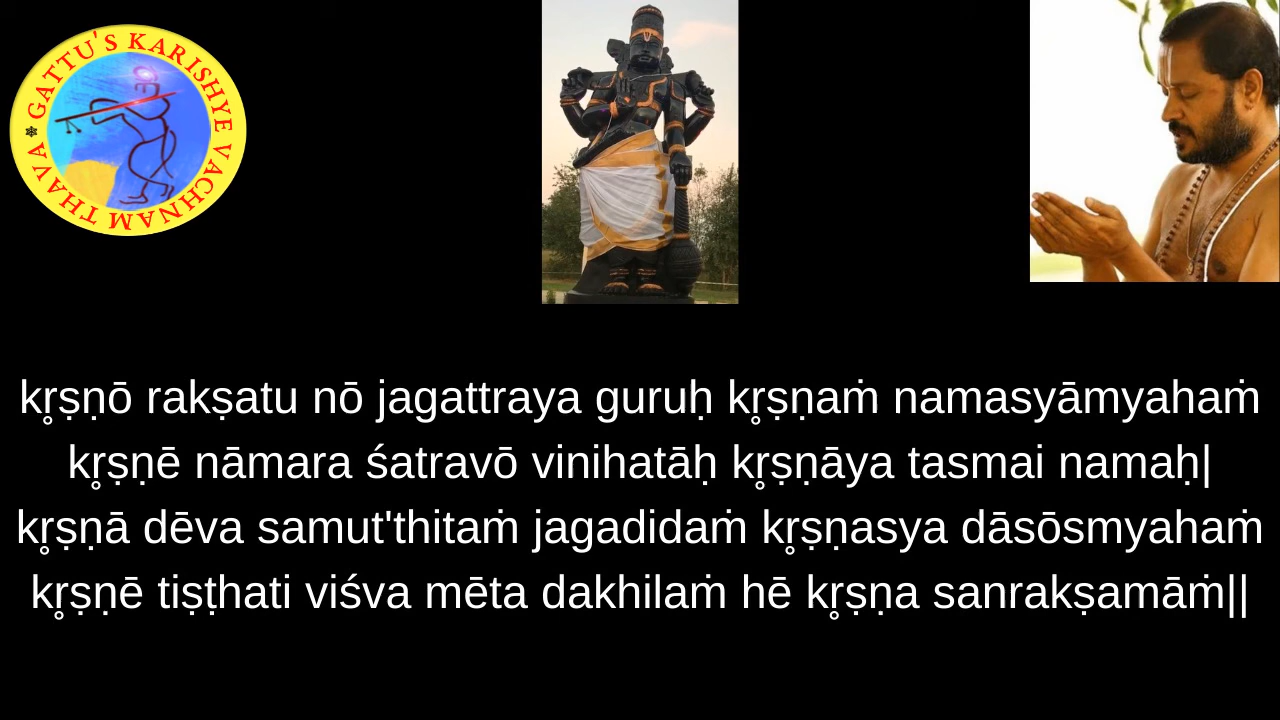 GATTU'S KARISHYE VACHNAM THAVA
kr̥ṣṇō rakṣatu nō jagattraya guruḥ kr̥ṣṇaṁ namasyāmyahaṁ
kr̥ṣṇē nāmara śatravō vinihatāḥ kr̥ṣṇāya tasmai namaḥ|
kr̥ṣṇā dēva samut'thitaṁ jagadidaṁ kr̥ṣṇasya dāsōsmyahaṁ
kr̥ṣṇē tiṣṭhati viśva mēta dakhilaṁ hē kr̥ṣṇa sanrakṣamāṁ||